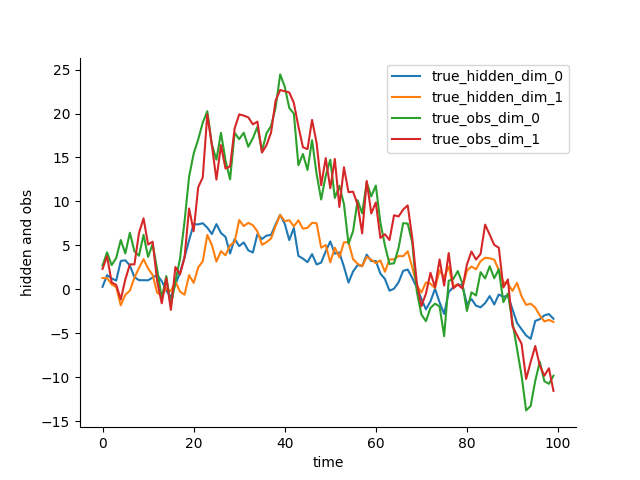 true_hidden_dim_0
true_hidden_dim_1
true_obs_dim_0
true_obs_dim_1
25
20
15
10
5
0
−5
−10
−15
hidden and obs
0 20 40 60 80 100
time